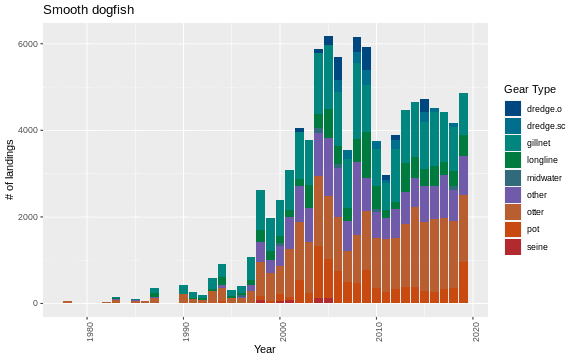 Smooth dogfish
# of landings
6000
4000
2000
0
1980
1990
2000
2010
2020
Year
Gear Type
dredge.o
dredge.sc
gillnet
longline
midwater
other
otter
pot
seine